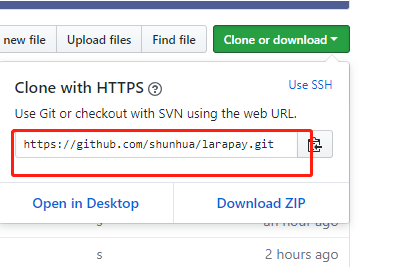 new file Upload files Find file Clone or download
Clone with HTTPS
Use SSH
Use Git or checkout with SVN using the web URL.
https://github.com/shunhua/larapay.git
Open in Desktop Download ZIP
s an hour ago
s 2 hours ago